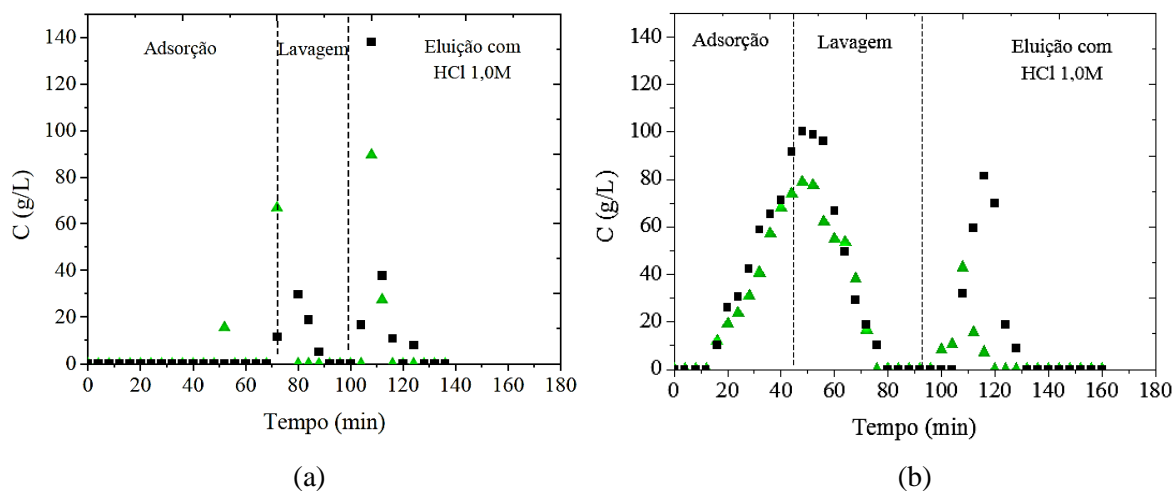 140
120
100
80
60
40
20
0
C (g/L)
Adsorção
Lavagem
Eluição com
HCl 1,0M
0 20 40 60 80 100 120 140 160 180
Tempo (min)
(a)
140
120
100
80
60
40
20
0
C (g/L)
Adsorção
Lavagem
Eluição com
HCl 1,0M
0 20 40 60 80 100 120 140 160 180
Tempo (min)
(b)